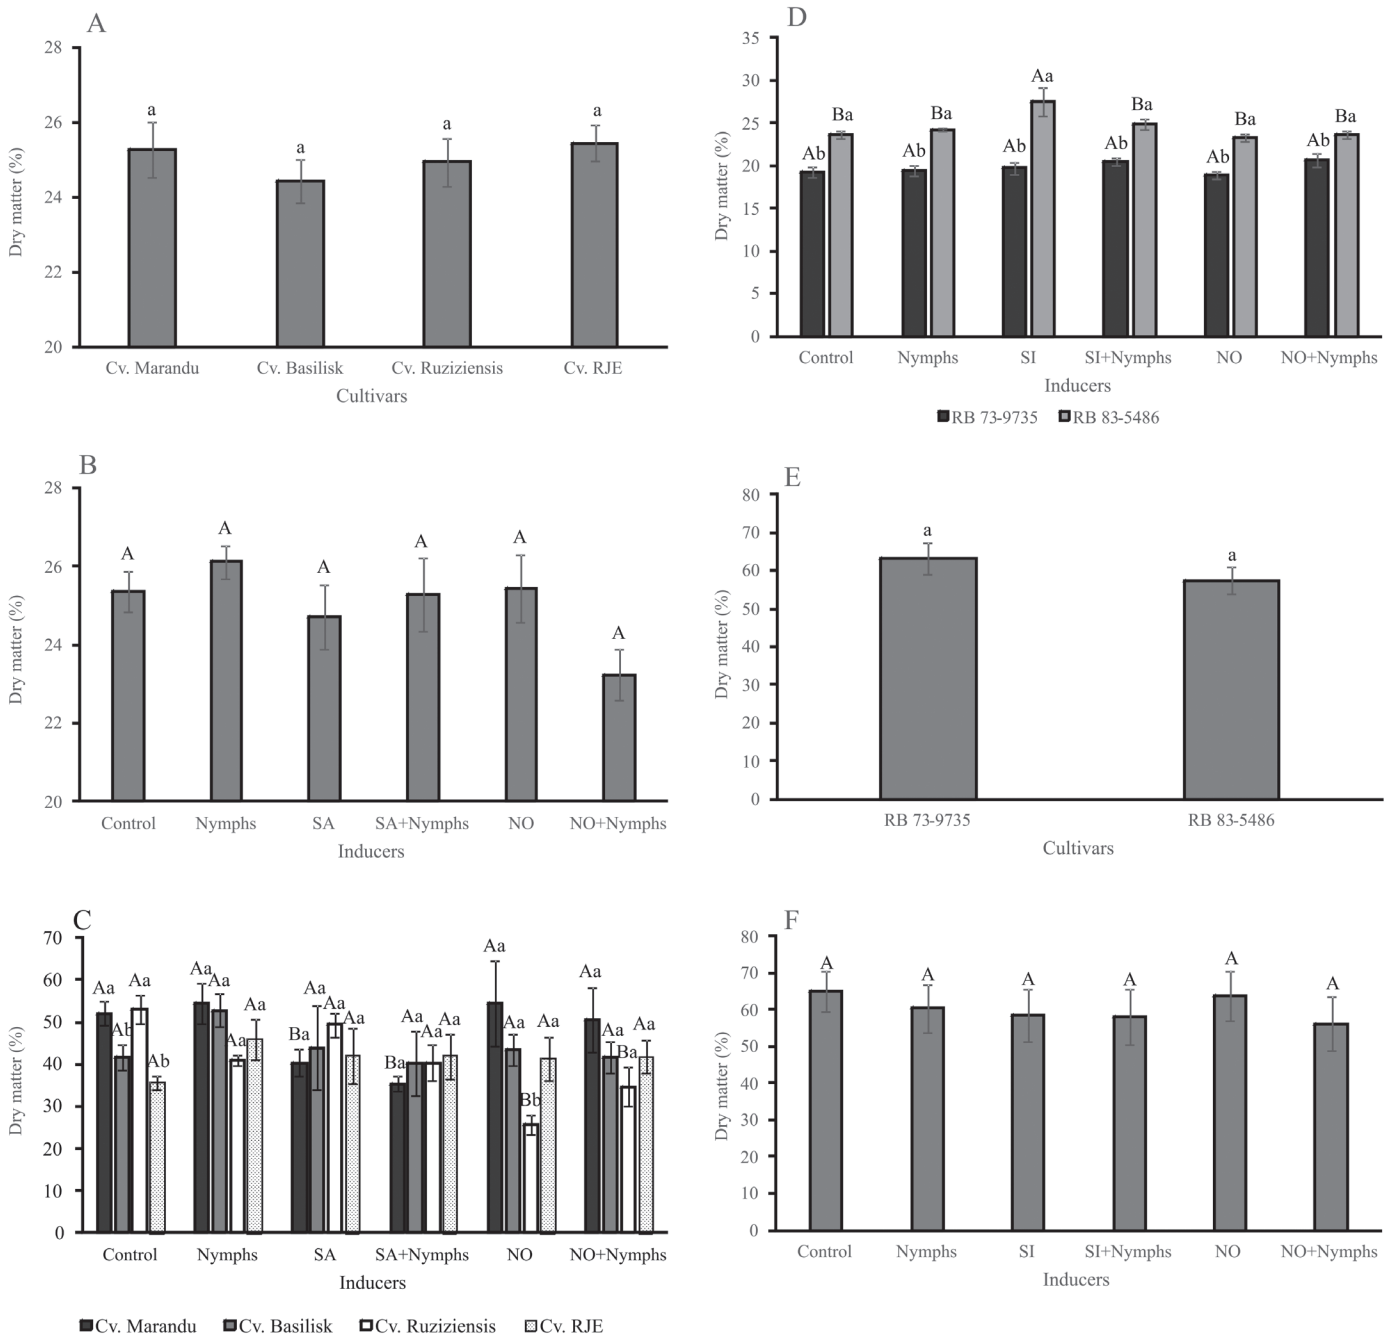 A
28
26
24
22
20
Dry matter (%)
a
a
a
a
Cv. Marandu
Cv. Basilisk
Cv. Ruziziensis
Cv. RJE
Cultivars
B
28
26
24
22
20
Dry matter (%)
A
A
A
A
A
A
Control
Nymphs
SA
SA+Nymphs
NO
NO+Nymphs
Inducers
C
70
60
50
40
30
20
10
0
Dry matter (%)
Aa
Ab
Aa
Ab
Aa
Aa
Aa
Aa
Ba
Aa
Aa
Aa
Ba
Aa
Aa
Aa
Aa
Aa
Bb
Aa
Aa
Aa
Ba
Aa
Control
Nymphs
SA
SA+Nymphs
NO
NO+Nymphs
Inducers
Cv. Marandu
Cv. Basilisk
Cv. Ruziziensis
Cv. RJE
D
35
30
25
20
15
10
5
0
Dry matter (%)
Ab
Ba
Ab
Ba
Ab
Aa
Ab
Ba
Ab
Ba
Ab
Ba
Control
Nymphs
SI
SI+Nymphs
NO
NO+Nymphs
Inducers
RB 73-9735
RB 83-5486
E
80
70
60
50
40
30
20
10
0
Dry matter (%)
a
a
RB 73-9735
RB 83-5486
Cultivars
F
80
70
60
50
40
30
20
10
0
Dry matter (%)
A
A
A
A
A
A
Control
Nymphs
SI
SI+Nymphs
NO
NO+Nymphs
Inducers